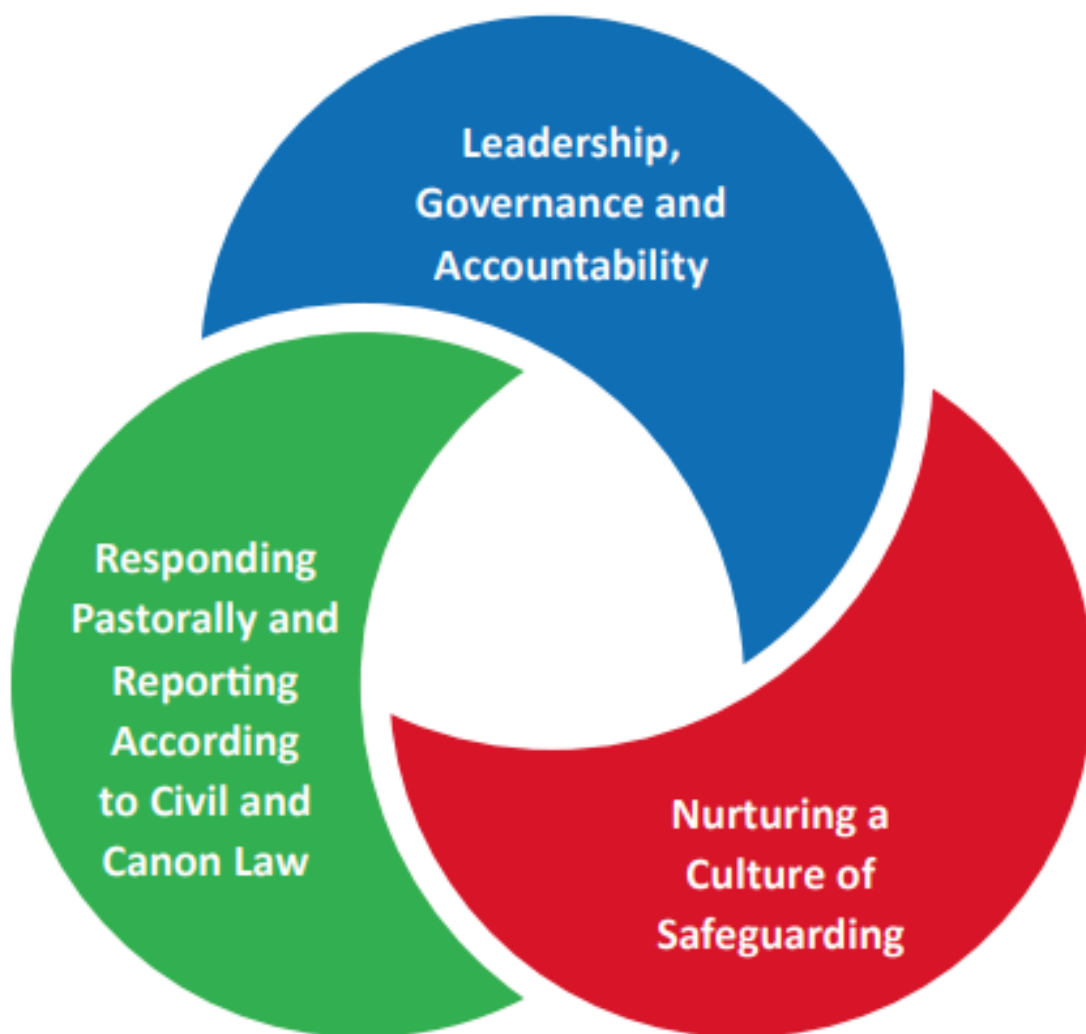 Leadership,
Governance and
Accountability
Responding
Pastorally and
Reporting
According
to Civil and
Canon Law
Nurturing a
Culture of
Safeguarding